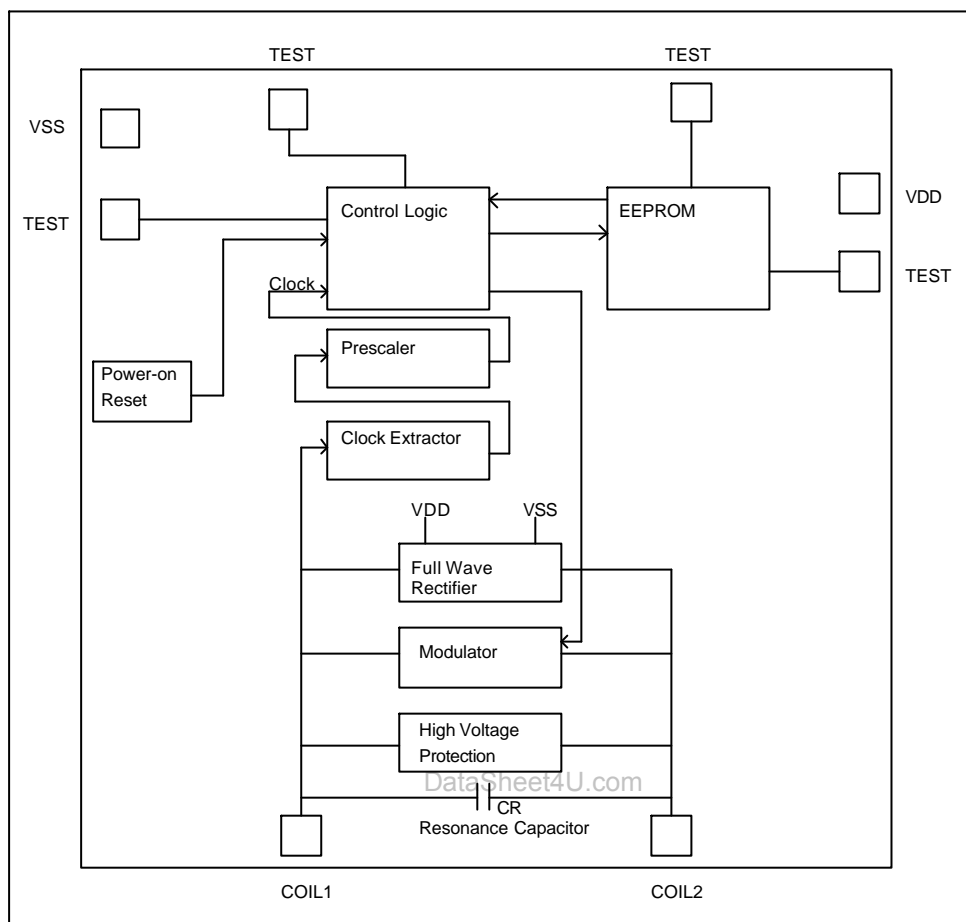 TEST
TEST
VSS
Control Logic
EEPROM
VDD
TEST
TEST
Clock
Prescaler
Power-on
Reset
Clock Extractor
VDD
VSS
Full Wave
Rectifier
Modulator
High Voltage
Protection
DataSheet4U.com
CR
Resonance Capacitor
COIL1
COIL2